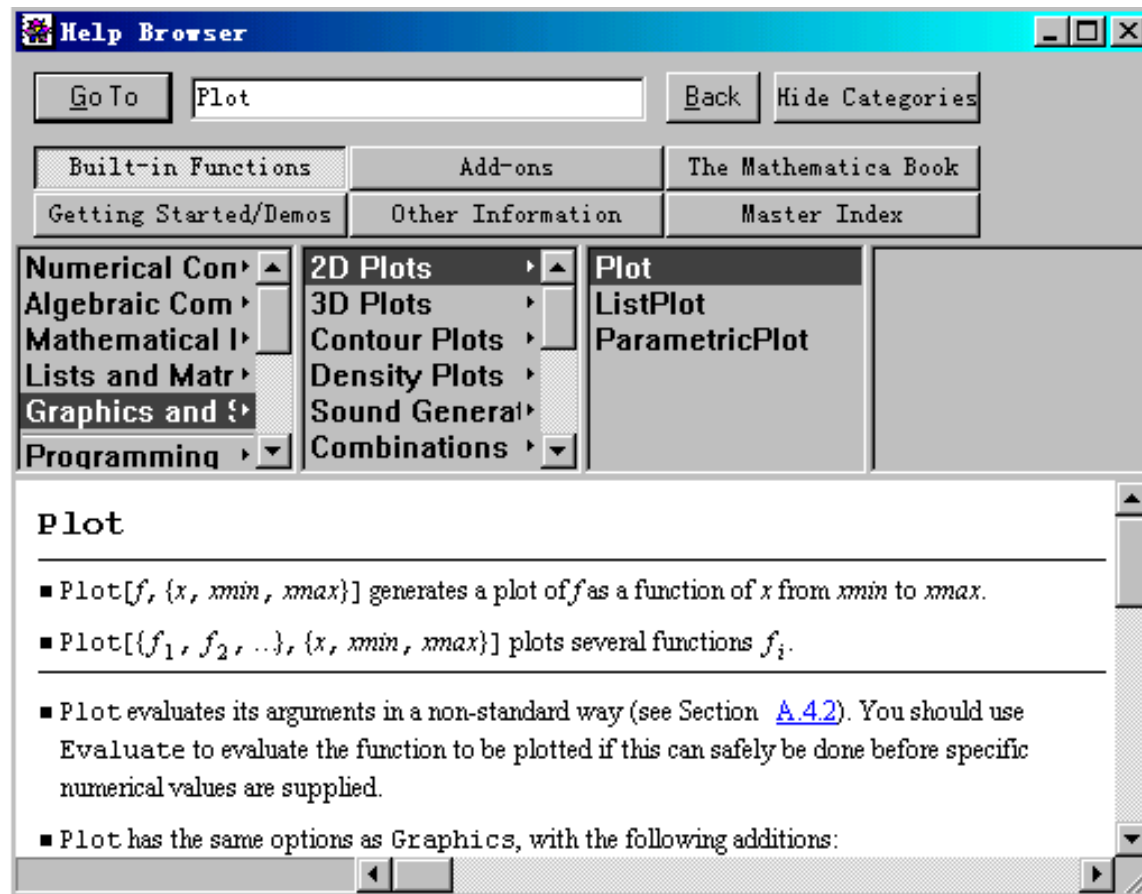 Help Browser
Go To Plot Back Hide Categories
Built-in Functions Add-ons The Mathematica Book
Getting Started/Demos Other Information Master Index
Numerical Con 2D Plots Plot
Algebraic Com 3D Plots ListPlot
Mathematical I Contour Plots ParametricPlot
Lists and Matr Density Plots
Graphics and S Sound Generat
Programming Combinations
Plot
■ Plot[f, {x, xmin, xmax}] generates a plot of f as a function of x from xmin to xmax.
■ Plot[{f₁, f₂, ..}, {x, xmin, xmax}] plots several functions fᵢ.
■ Plot evaluates its arguments in a non-standard way (see Section A.4.2). You should use
Evaluate to evaluate the function to be plotted if this can safely be done before specific
numerical values are supplied.
■ Plot has the same options as Graphics, with the following additions: